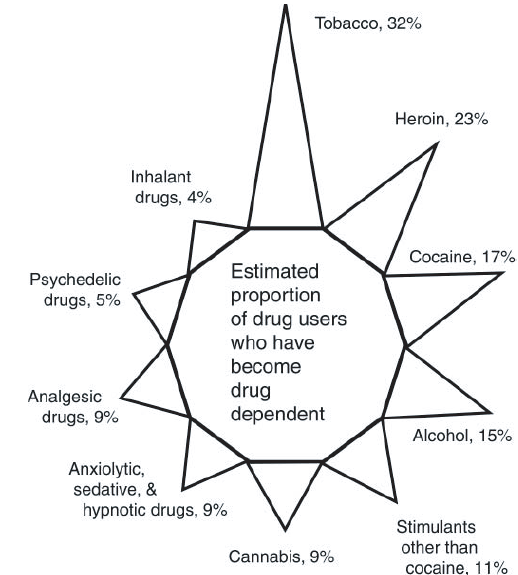 Tobacco, 32%
Heroin, 23%
Cocaine, 17%
Alcohol, 15%
Stimulants
other than
cocaine, 11%
Cannabis, 9%
Anxiolytic,
sedative, &
hypnotic drugs, 9%
Analgesic
drugs, 9%
Psychedelic
drugs, 5%
Inhalant
drugs, 4%
Estimated
proportion
of drug users
who have
become
drug
dependent